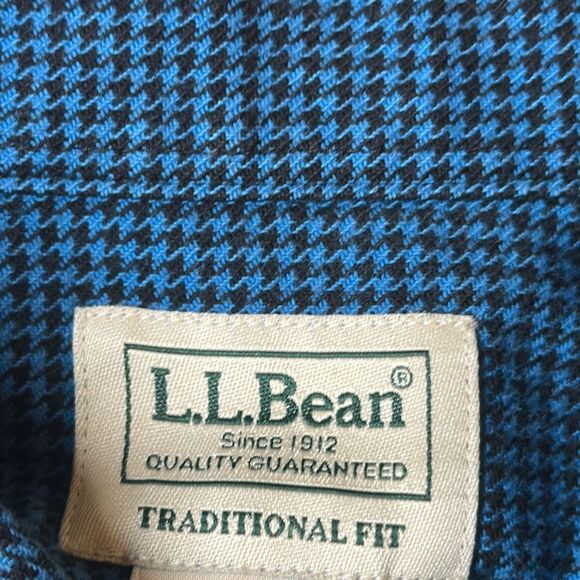 L.L.Bean®
Since 1912
QUALITY GUARANTEED
TRADITIONAL FIT